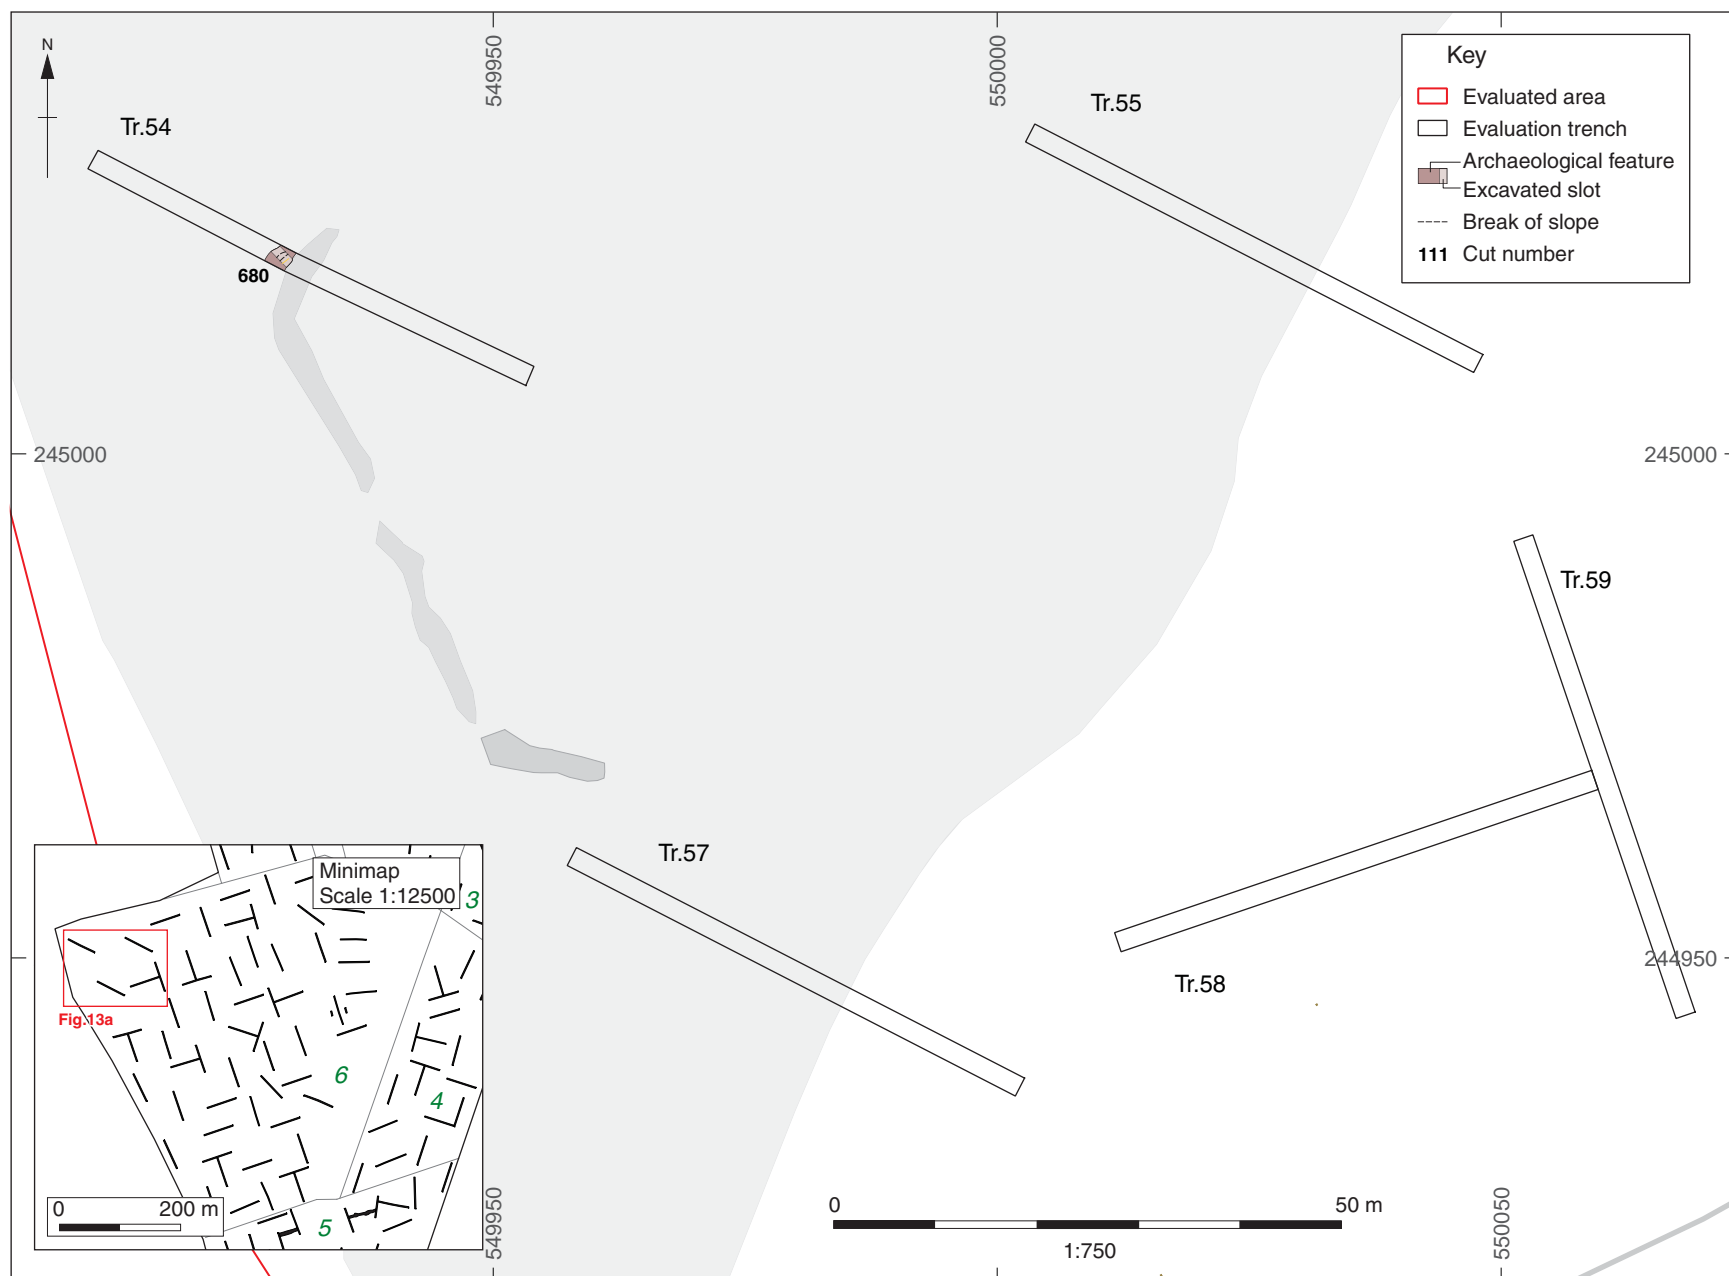 N
549950
550000
Tr.54
Tr.55
Key
Evaluated area
Evaluation trench
Archaeological feature
Excavated slot
Break of slope
111 Cut number
680
245000
245000
Tr.59
Tr.57
Tr.58
244950
Minimap
Scale 1:12500
3
Fig.13a
6
4
5
0 200 m
549950
0 50 m
1:750
550050